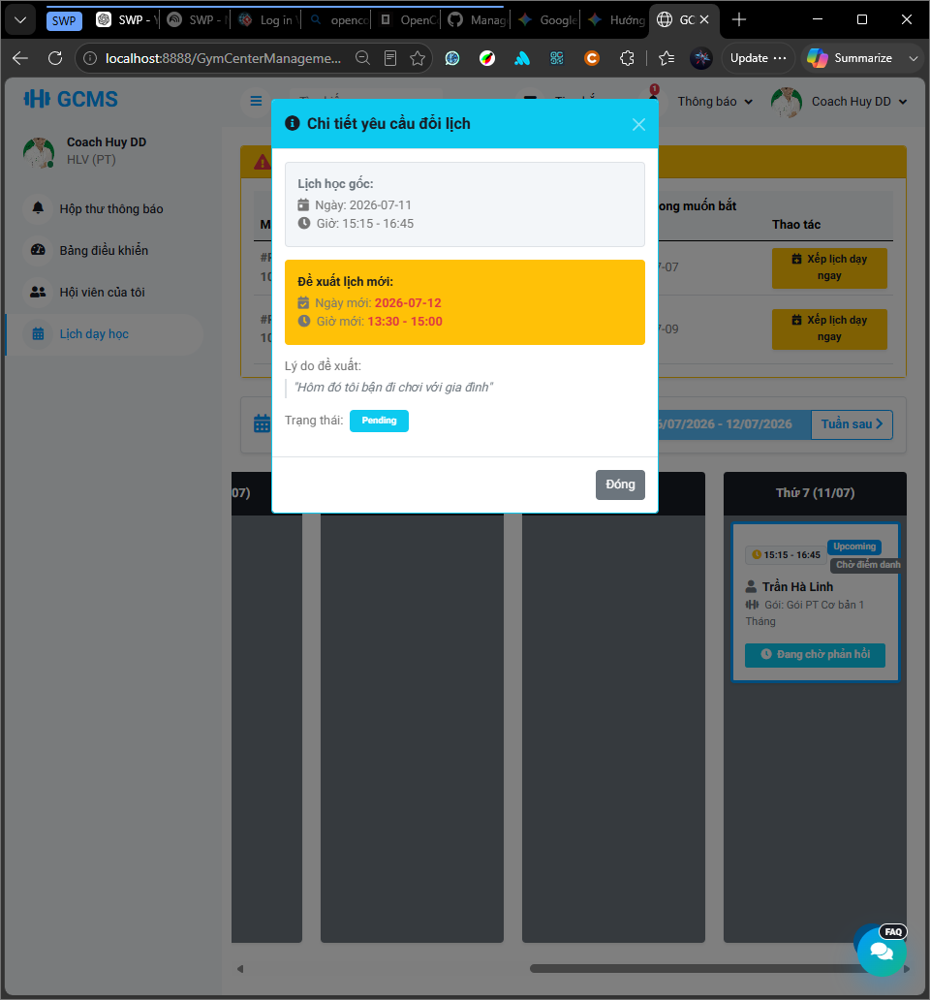 SWP
SWP - Y
SWP - N
Log in
openco
OpenC
Manag
Google
Hướng
GC
localhost:8888/GymCenterManageme...
Update
Summarize
GCMS
Thông báo
1
Coach Huy DD
Coach Huy DD
HLV (PT)
Hộp thư thông báo
Bảng điều khiển
Hội viên của tôi
Lịch dạy học
Chi tiết yêu cầu đổi lịch
Lịch học gốc:
Ngày: 2026-07-11
Giờ: 15:15 - 16:45
Đề xuất lịch mới:
Ngày mới: 2026-07-12
Giờ mới: 13:30 - 15:00
Lý do đề xuất:
"Hôm đó tôi bận đi chơi với gia đình"
Trạng thái: Pending
Đóng
ong muốn bắt
Thao tác
7-07
Xếp lịch dạy
ngay
7-09
Xếp lịch dạy
ngay
6/07/2026 - 12/07/2026
Tuần sau
07)
Thứ 7 (11/07)
15:15 - 16:45
Upcoming
Chờ điểm danh
Trần Hà Linh
Gói: Gói PT Cơ bản 1
Tháng
Đang chờ phản hồi
FAQ